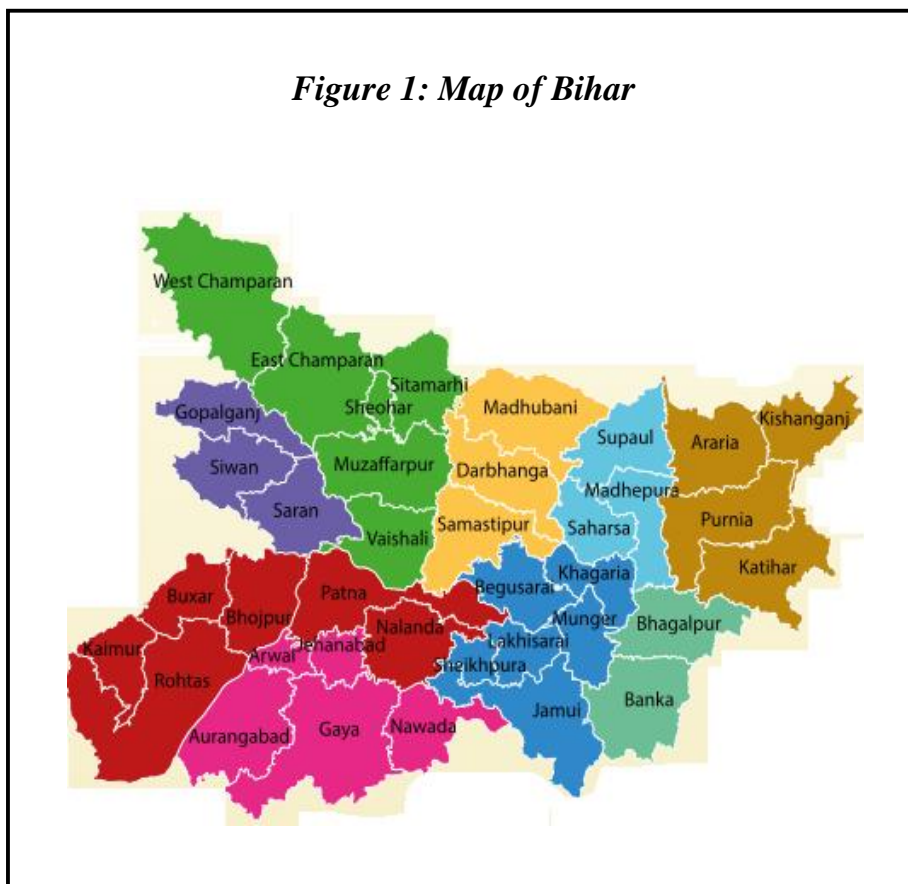 Figure 1: Map of Bihar
West Champaran
East Champaran
Sitamarhi
Sheohar
Gopalganj
Madhubani
Kishanganj
Supaul
Araria
Siwan
Muzaffarpur
Darbhanga
Madhepura
Saran
Vaishali
Samastipur
Saharsa
Purnia
Katihar
Buxar
Bhojpur
Patna
Begusarai
Khagaria
Munger
Bhagalpur
Kaimur
Rohtas
Arwal
Jehanabad
Nalanda
Lakhisarai
Sheikhpura
Banka
Jamui
Aurangabad
Gaya
Nawada